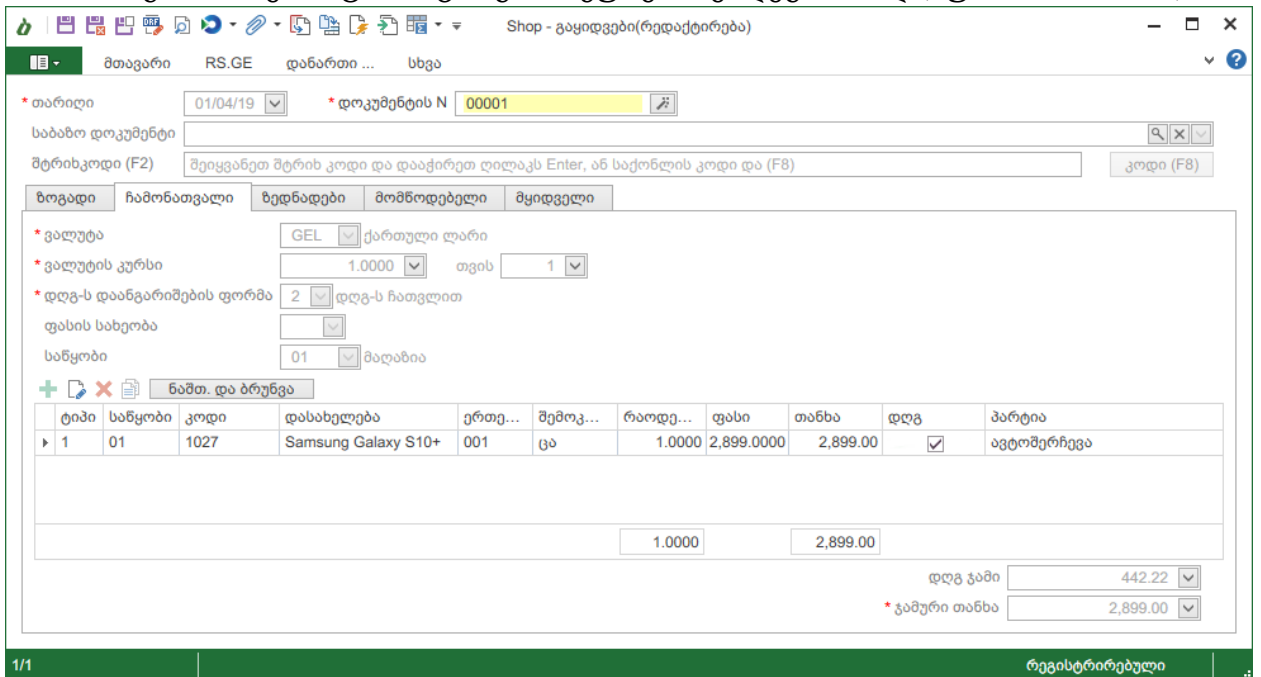 Shop - გაყიდვები(რედაქტირება)
მთავარი RS.GE დანართი ... სხვა
* თარიღი 01/04/19 * დოკუმენტის N 00001
საბაზო დოკუმენტი
შტრიხკოდი (F2) შეიყვანეთ შტრიხ კოდი და დააჭირეთ ღილაკს Enter, ან საქონლის კოდი და (F8) კოდი (F8)
ზოგადი ჩამონათვალი ზედნადები მომწოდებელი მყიდველი
* ვალუტა GEL ქართული ლარი
* ვალუტის კურსი 1.0000 თვის 1
* დღგ-ს დაანგარიშების ფორმა 2 დღგ-ს ჩათვლით
ფასის სახეობა
საწყობი 01 მაღაზია
ნაშთ. და ბრუნვა
ტიპი საწყობი კოდი დასახელება ერთე... შემოკ... რაოდე... ფასი თანხა დღგ პარტია
1 01 1027 Samsung Galaxy S10+ 001 ცა 1.0000 2,899.0000 2,899.00 ავტოშერჩევა
1.0000 2,899.00
დღგ ჯამი 442.22
* ჯამური თანხა 2,899.00
1/1 რეგისტრირებული